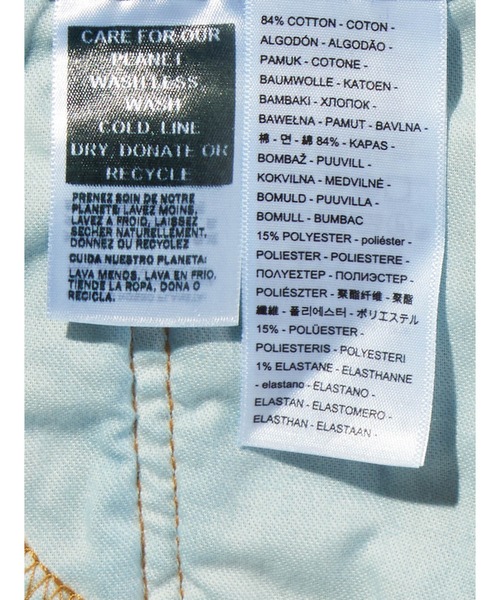 CARE FOR OUR
PLANET
WASH LESS,
WASH
COLD, LINE
DRY, DONATE OR
RECYCLE
PRENEZ SOIN DE NOTRE
PLANETE: LAVEZ MOINS,
LAVEZ A FROID, LAISSEZ
SECHER NATURELLEMENT,
DONNEZ OU RECYCLEZ
CUIDA NUESTRO PLANETA:
LAVA MENOS, LAVA EN FRIO,
TIENDE LA ROPA, DONA O
RECICLA.
84% COTTON - COTON -
ALGODÓN - ALGODÃO -
PAMUK - COTONE -
BAUMWOLLE - KATOEN -
BAMBAKI - ХЛОПОК -
BAWEŁNA - PAMUT - BAVLNA -
棉 - 면 - 綿 84% - KAPAS -
BOMBAŽ - PUUVILL -
KOKVILNA - MEDVILNĖ -
BOMULD - PUUVILLA -
BOMULL - BUMBAC
15% POLYESTER - poliéster -
POLIESTER - POLIESTERE -
ΠΟΛΥΕΣΤΕΡ - ПОЛИЭСТЕР -
POLIÉSZTER - 聚酯纤维 - 聚酯
纖維 - 폴리에스터 - ポリエステル
15% - POLÜESTER -
POLIESTERIS - POLYESTERI
1% ELASTANE - ELASTHANNE
- elastano - ELASTANO -
ELASTAN - ELASTOMERO -
ELASTHAN - ELASTAAN -